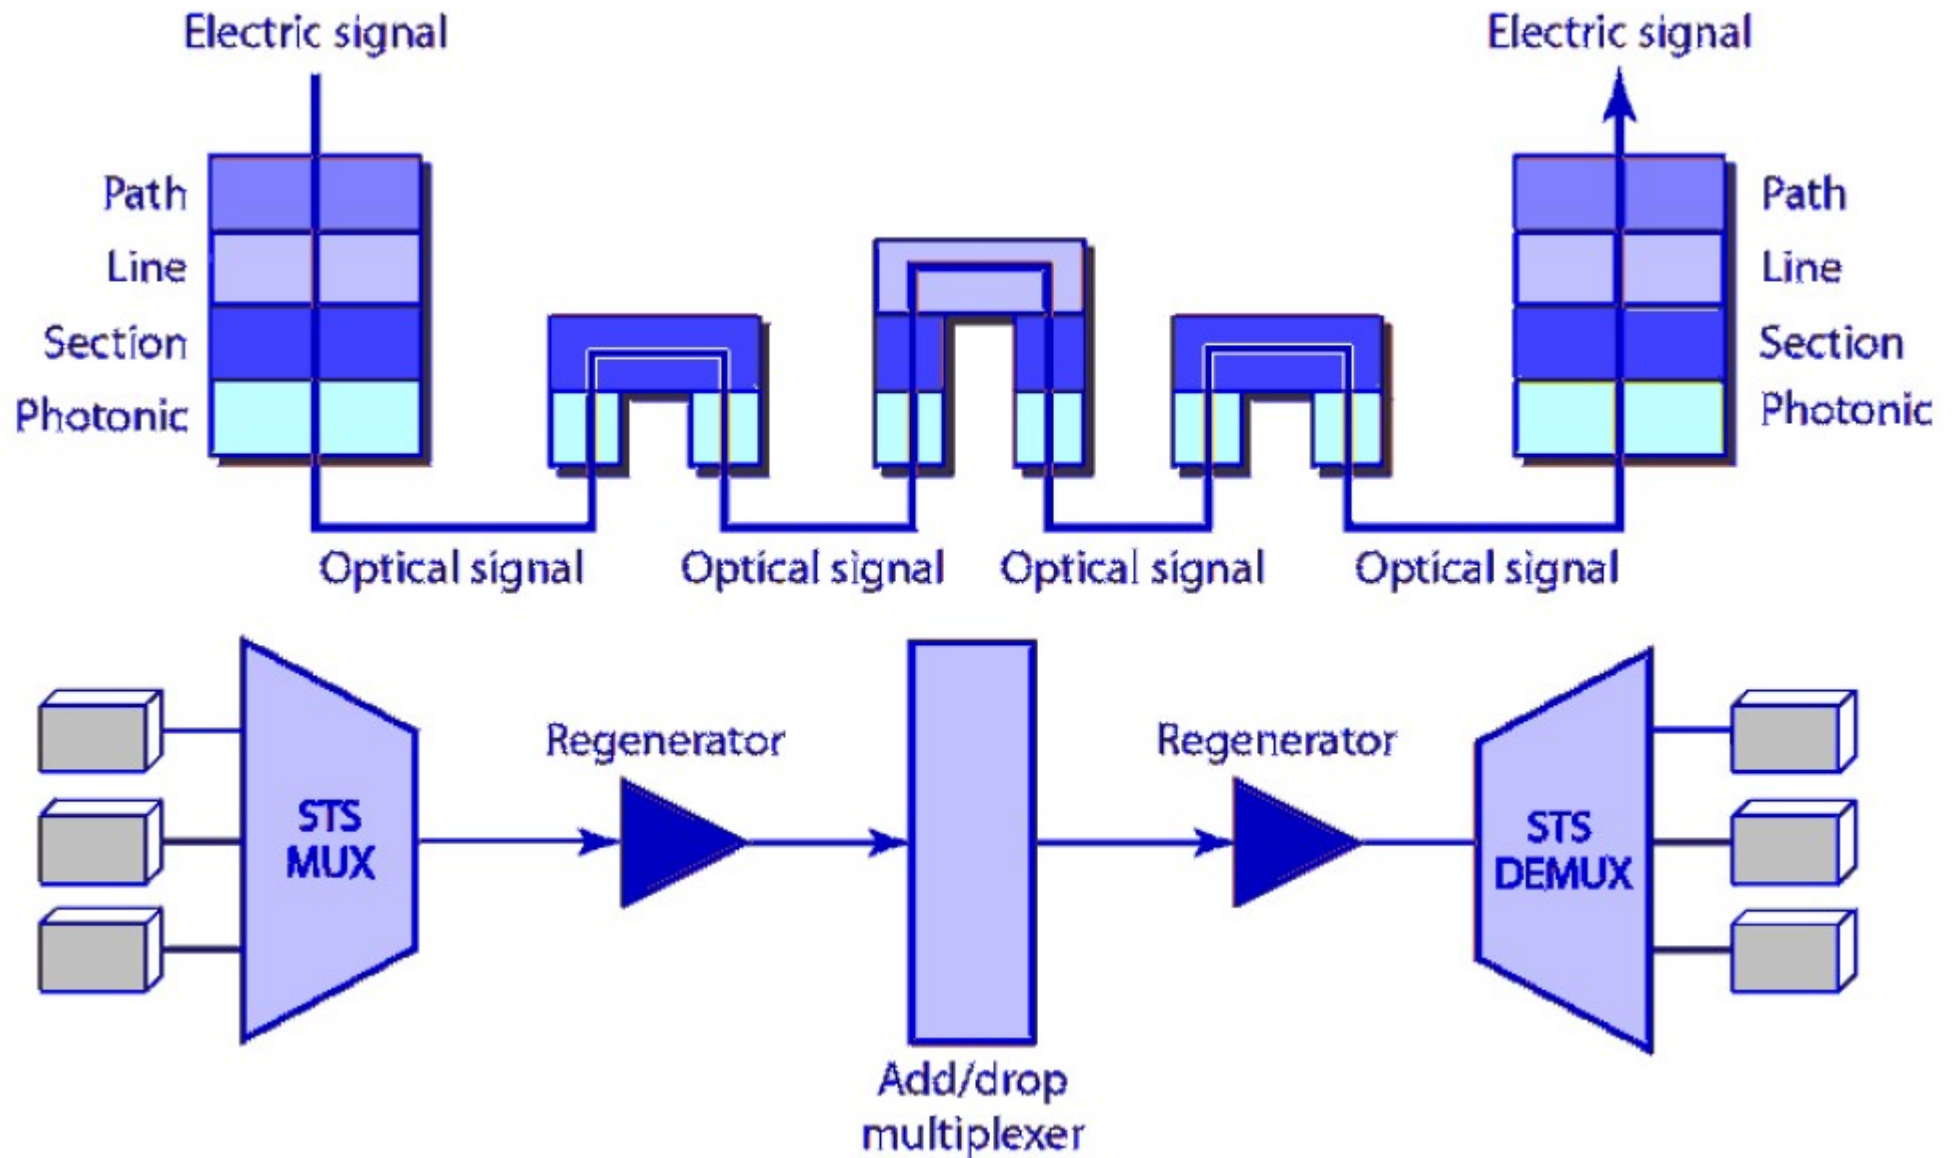 Electric signal
Electric signal
Path
Line
Section
Photonic
Path
Line
Section
Photonic
Optical signal
Optical signal
Optical signal
Optical signal
STS
MUX
Regenerator
Add/drop
multiplexer
Regenerator
STS
DEMUX